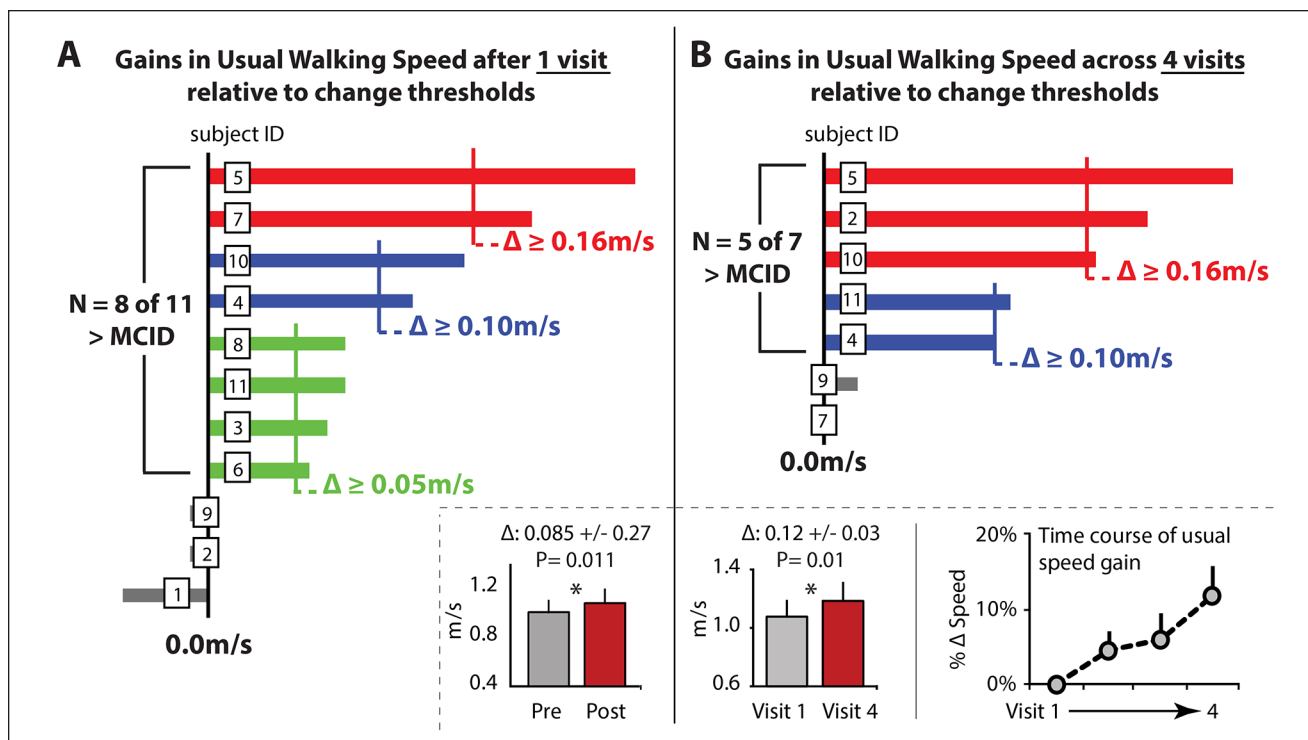 A
Gains in Usual Walking Speed after 1 visit
relative to change thresholds
subject ID
5
7
Δ ≥ 0.16m/s
10
4
Δ ≥ 0.10m/s
8
11
3
6
Δ ≥ 0.05m/s
9
2
1
0.0m/s
N = 8 of 11
> MCID
Δ: 0.085 +/- 0.27
P= 0.011
*
m/s
1.2
0.8
0.4
Pre Post
B
Gains in Usual Walking Speed across 4 visits
relative to change thresholds
subject ID
5
2
10
Δ ≥ 0.16m/s
11
4
Δ ≥ 0.10m/s
9
7
0.0m/s
N = 5 of 7
> MCID
Δ: 0.12 +/- 0.03
P= 0.01
*
m/s
1.4
1.0
0.6
Visit 1 Visit 4
Time course of usual
speed gain
% Δ Speed
20%
10%
0%
Visit 1 4